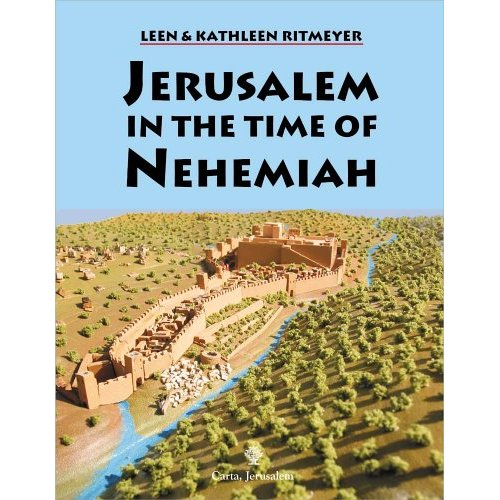 LEEN & KATHLEEN RITMEYER
JERUSALEM
IN THE TIME OF
NEHEMIAH
Carta, Jerusalem